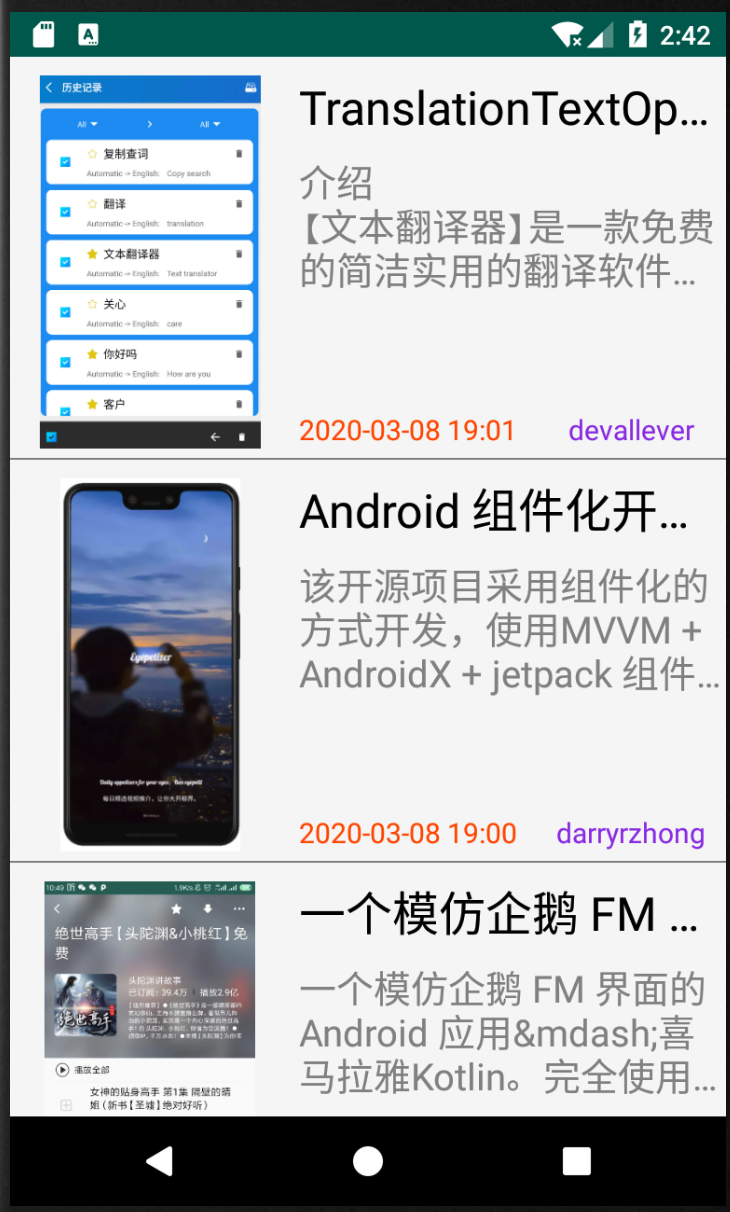 2:42
历史记录
All
All
复制查词
Automatic -> English: Copy search
翻译
Automatic -> English: translation
文本翻译器
Automatic -> English: Text translator
关心
Automatic -> English: care
你好吗
Automatic -> English: How are you
客户
TranslationTextOp...
介绍
【文本翻译器】是一款免费
的简洁实用的翻译软件...
2020-03-08 19:01
devallever
Eyepetizer
Daily appetizers for your eyes, Bon eyepetit
每日精选视频推介，让你大开眼界。
Android 组件化开...
该开源项目采用组件化的
方式开发，使用MVVM +
AndroidX + jetpack 组件...
2020-03-08 19:00
darryrzhong
10:49
1.9K/s
绝世高手【头陀渊&小桃红】免
费
头陀渊讲故事
已订阅: 39.4万 播放2.9亿
绝世高手
播放全部
女神的贴身高手 第1集 隔壁的晴
姐（新书【圣墟】绝对好听）
一个模仿企鹅 FM ...
一个模仿企鹅 FM 界面的
Android 应用&mdash;喜
马拉雅Kotlin。完全使用...